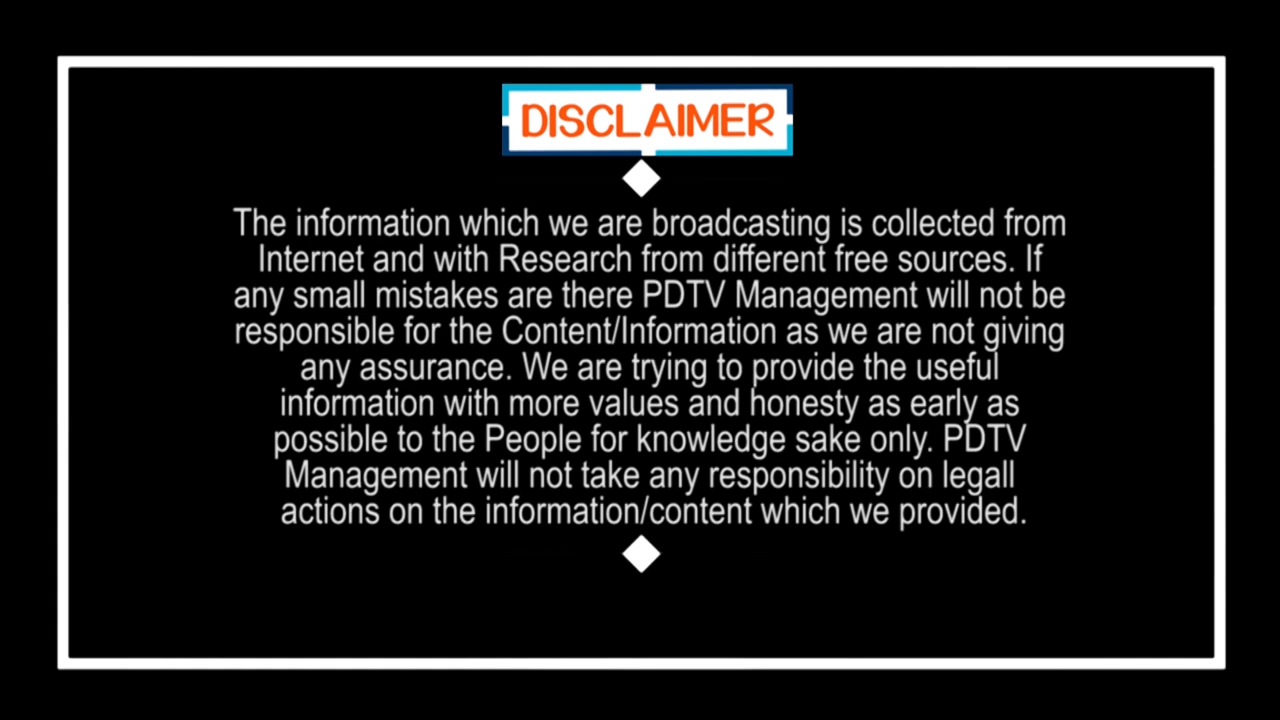 DISCLAIMER
The information which we are broadcasting is collected from
Internet and with Research from different free sources. If
any small mistakes are there PDTV Management will not be
responsible for the Content/Information as we are not giving
any assurance. We are trying to provide the useful
information with more values and honesty as early as
possible to the People for knowledge sake only. PDTV
Management will not take any responsibility on legall
actions on the information/content which we provided.